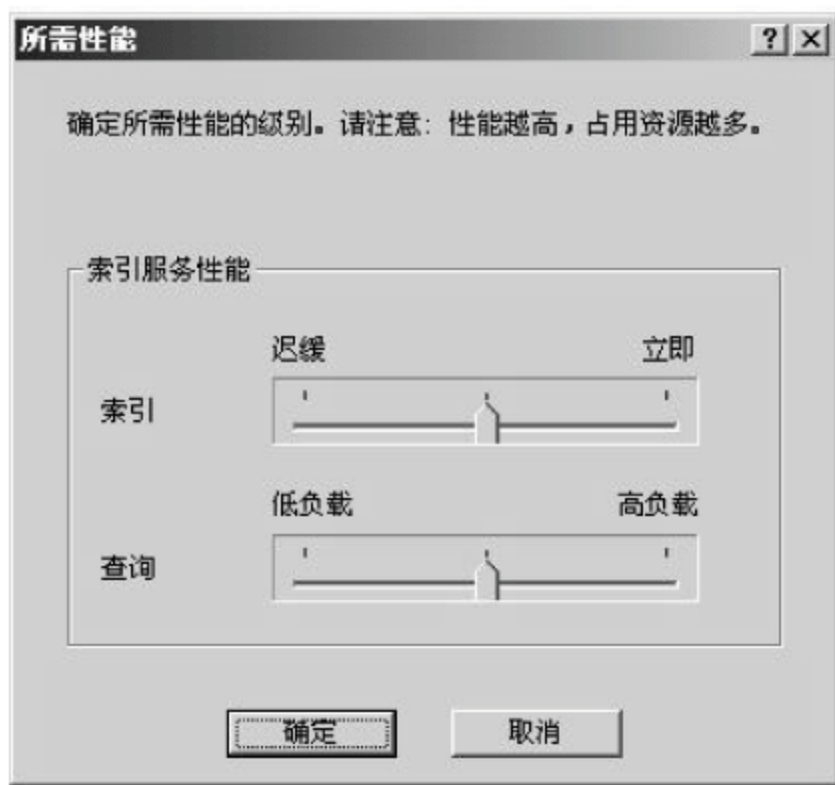 所需性能
确定所需性能的级别。请注意: 性能越高,占用资源越多。
索引服务性能
迟缓 立即
索引
低负载 高负载
查询
确定 取消